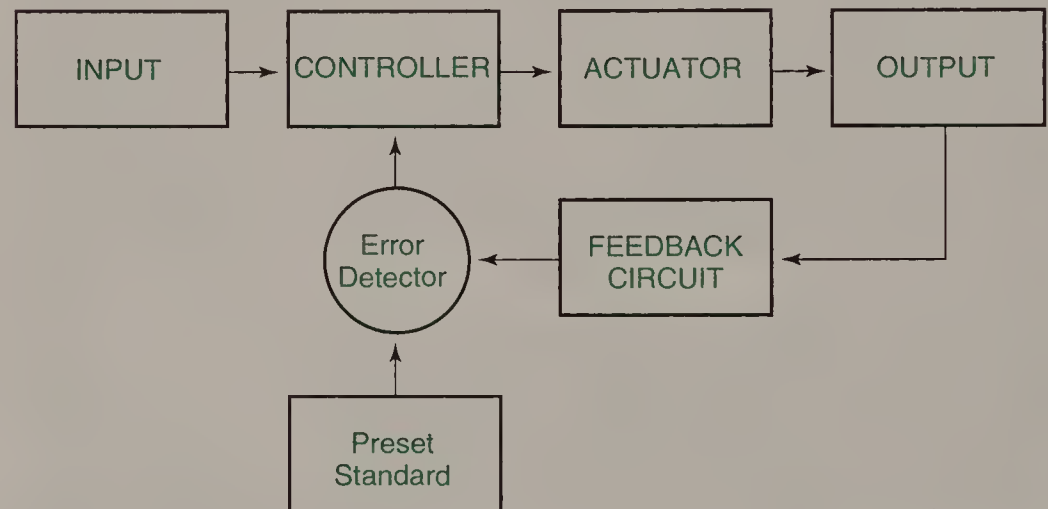 INPUT
CONTROLLER
ACTUATOR
OUTPUT
Error
Detector
FEEDBACK
CIRCUIT
Preset
Standard